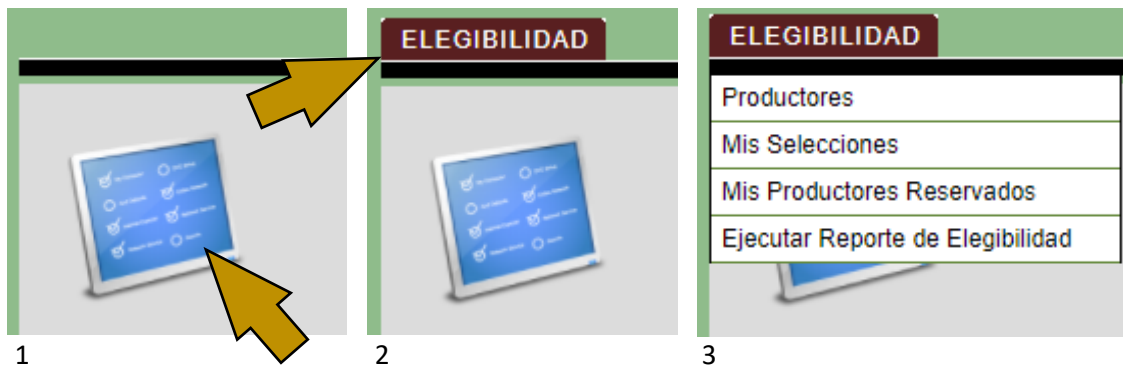 ELEGIBILIDAD
ELEGIBILIDAD
Productores
Mis Selecciones
Mis Productores Reservados
Ejecutar Reporte de Elegibilidad
1
2
3